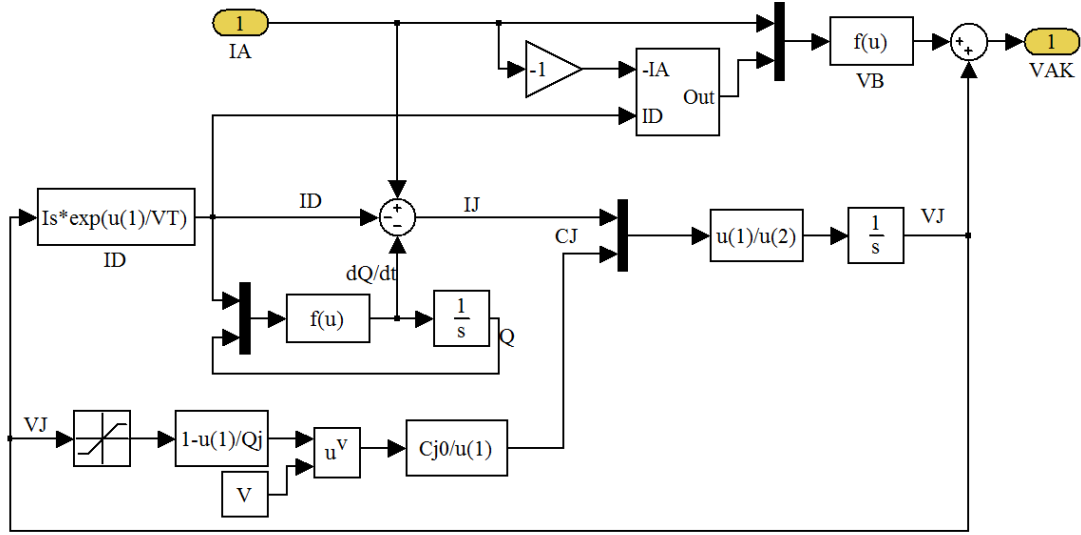 1
IA
-1
-IA
ID
Out
f(u)
VB
+
+
1
VAK
Is*exp(u(1)/VT)
ID
ID
+
−
−
IJ
CJ
u(1)/u(2)
1
s
VJ
dQ/dt
f(u)
1
s
Q
VJ
1-u(1)/Qj
V
u^v
Cj0/u(1)